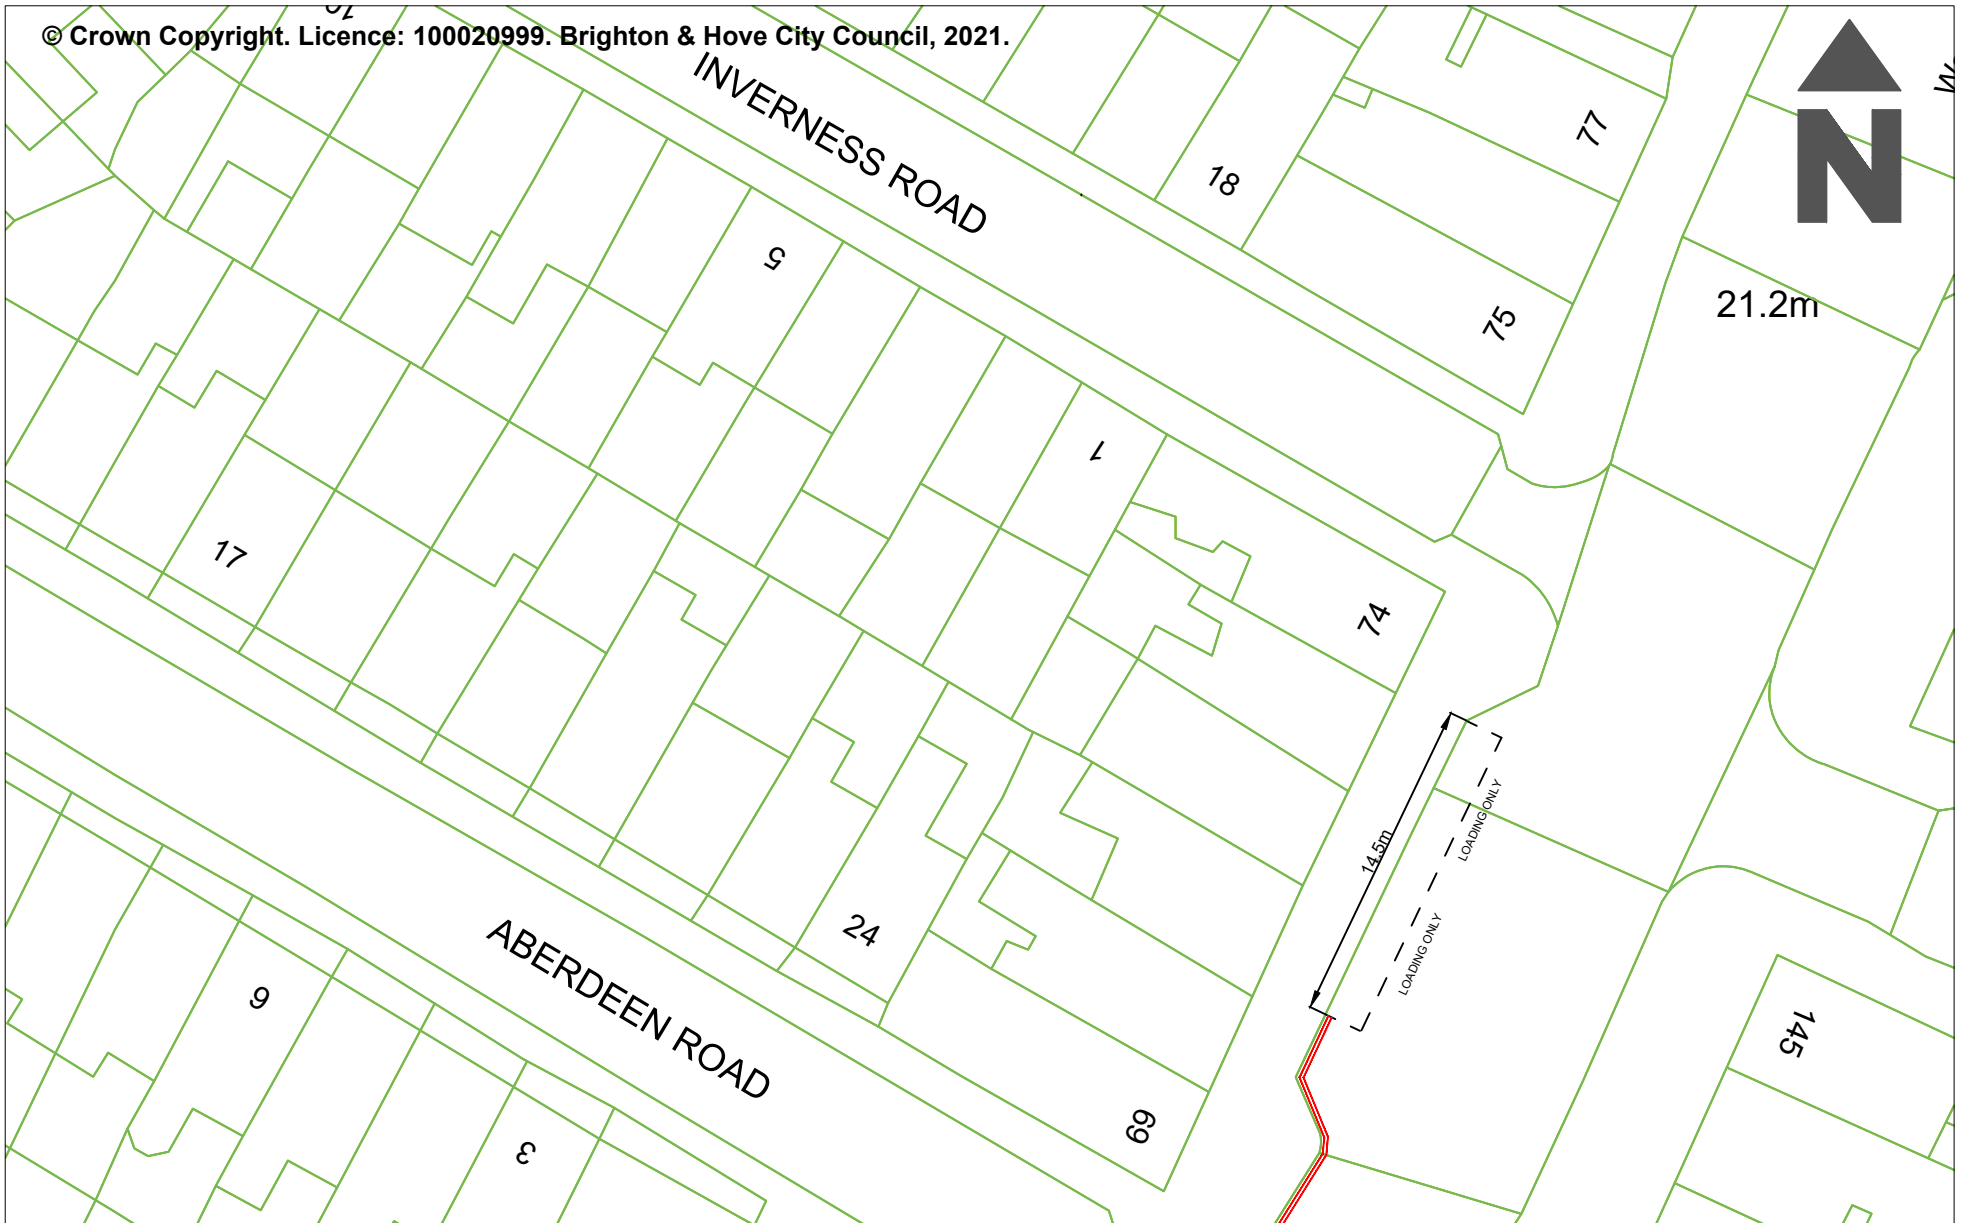 © Crown Copyright. Licence: 100020999. Brighton & Hove City Council, 2021.
N
INVERNESS ROAD
77
18
5
75
21.2m
1
17
74
14.5m
LOADING ONLY
LOADING ONLY
24
ABERDEEN ROAD
9
145
69
3